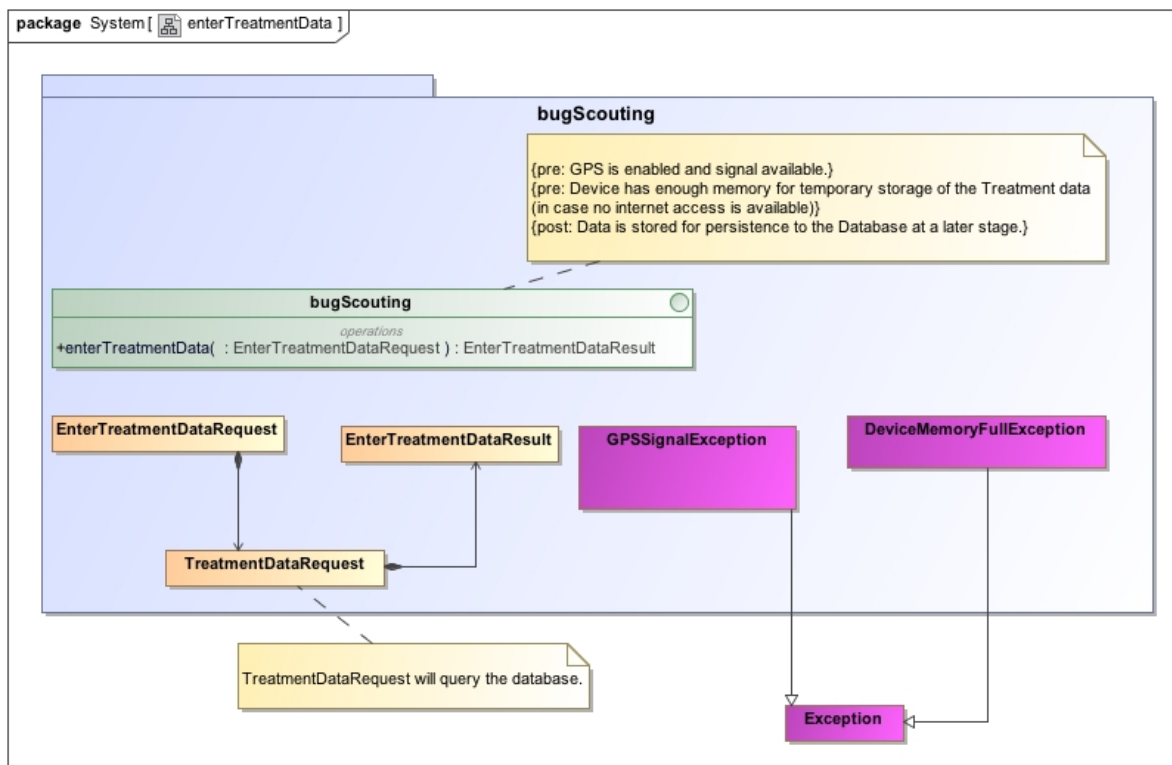 package System[ enterTreatmentData ]
bugScouting
{pre: GPS is enabled and signal available.}
{pre: Device has enough memory for temporary storage of the Treatment data
(in case no internet access is available)}
{post: Data is stored for persistence to the Database at a later stage.}
bugScouting
operations
+enterTreatmentData(  : EnterTreatmentDataRequest ) : EnterTreatmentDataResult
EnterTreatmentDataRequest
EnterTreatmentDataResult
GPSSignalException
DeviceMemoryFullException
TreatmentDataRequest
TreatmentDataRequest will query the database.
Exception